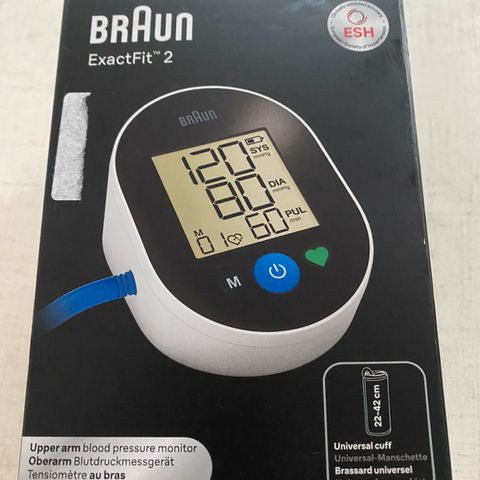 BRAUN
ExactFit™ 2
ESH
BRAUN
120 SYS mmHg
80 DIA mmHg
M 01 60 PUL /min
M
22-42 cm
Upper arm blood pressure monitor
Oberarm Blutdruckmessgerät
Tensiomètre au bras
Universal cuff
Universal-Manschette
Brassard universel